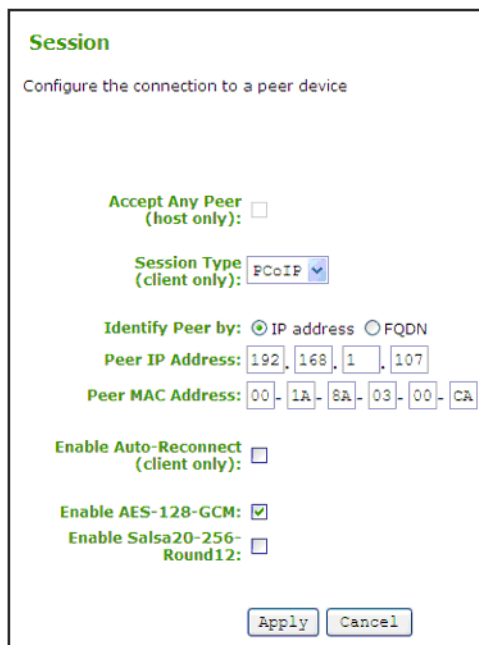 Session
Configure the connection to a peer device
Accept Any Peer
(host only):
Session Type
(client only): PCoIP
Identify Peer by: IP address FQDN
Peer IP Address: 192 . 168 . 1 . 107
Peer MAC Address: 00 - 1A - 8A - 03 - 00 - CA
Enable Auto-Reconnect
(client only):
Enable AES-128-GCM:
Enable Salsa20-256-
Round12:
Apply Cancel